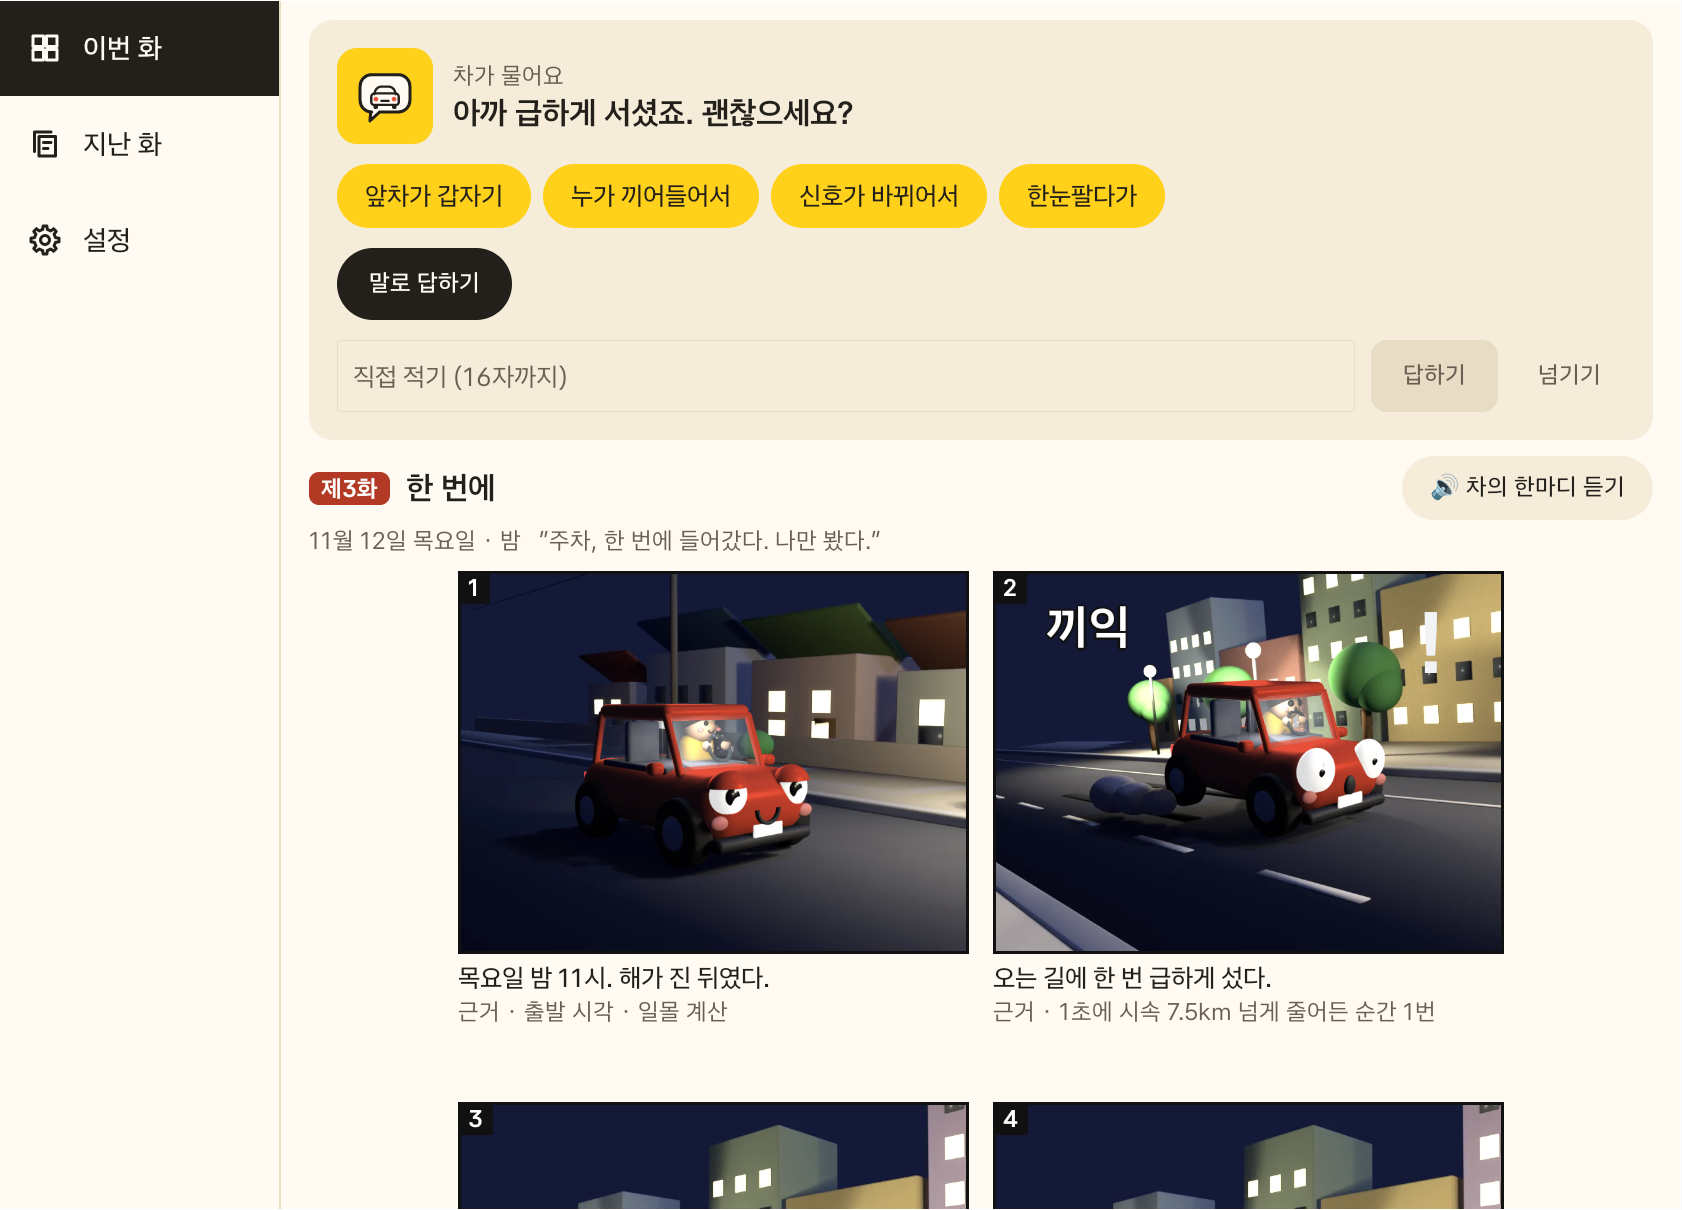 이번 화
지난 화
설정
차가 물어요
아까 급하게 서셨죠. 괜찮으세요?
앞차가 갑자기
누가 끼어들어서
신호가 바뀌어서
한눈팔다가
말로 답하기
직접 적기 (16자까지)
답하기
넘기기
제3화 한 번에
차의 한마디 듣기
11월 12일 목요일 · 밤 "주차, 한 번에 들어갔다. 나만 봤다."
1
목요일 밤 11시. 해가 진 뒤였다.
근거 · 출발 시각 · 일몰 계산
2
끼익
!
오는 길에 한 번 급하게 섰다.
근거 · 1초에 시속 7.5km 넘게 줄어든 순간 1번
3
4